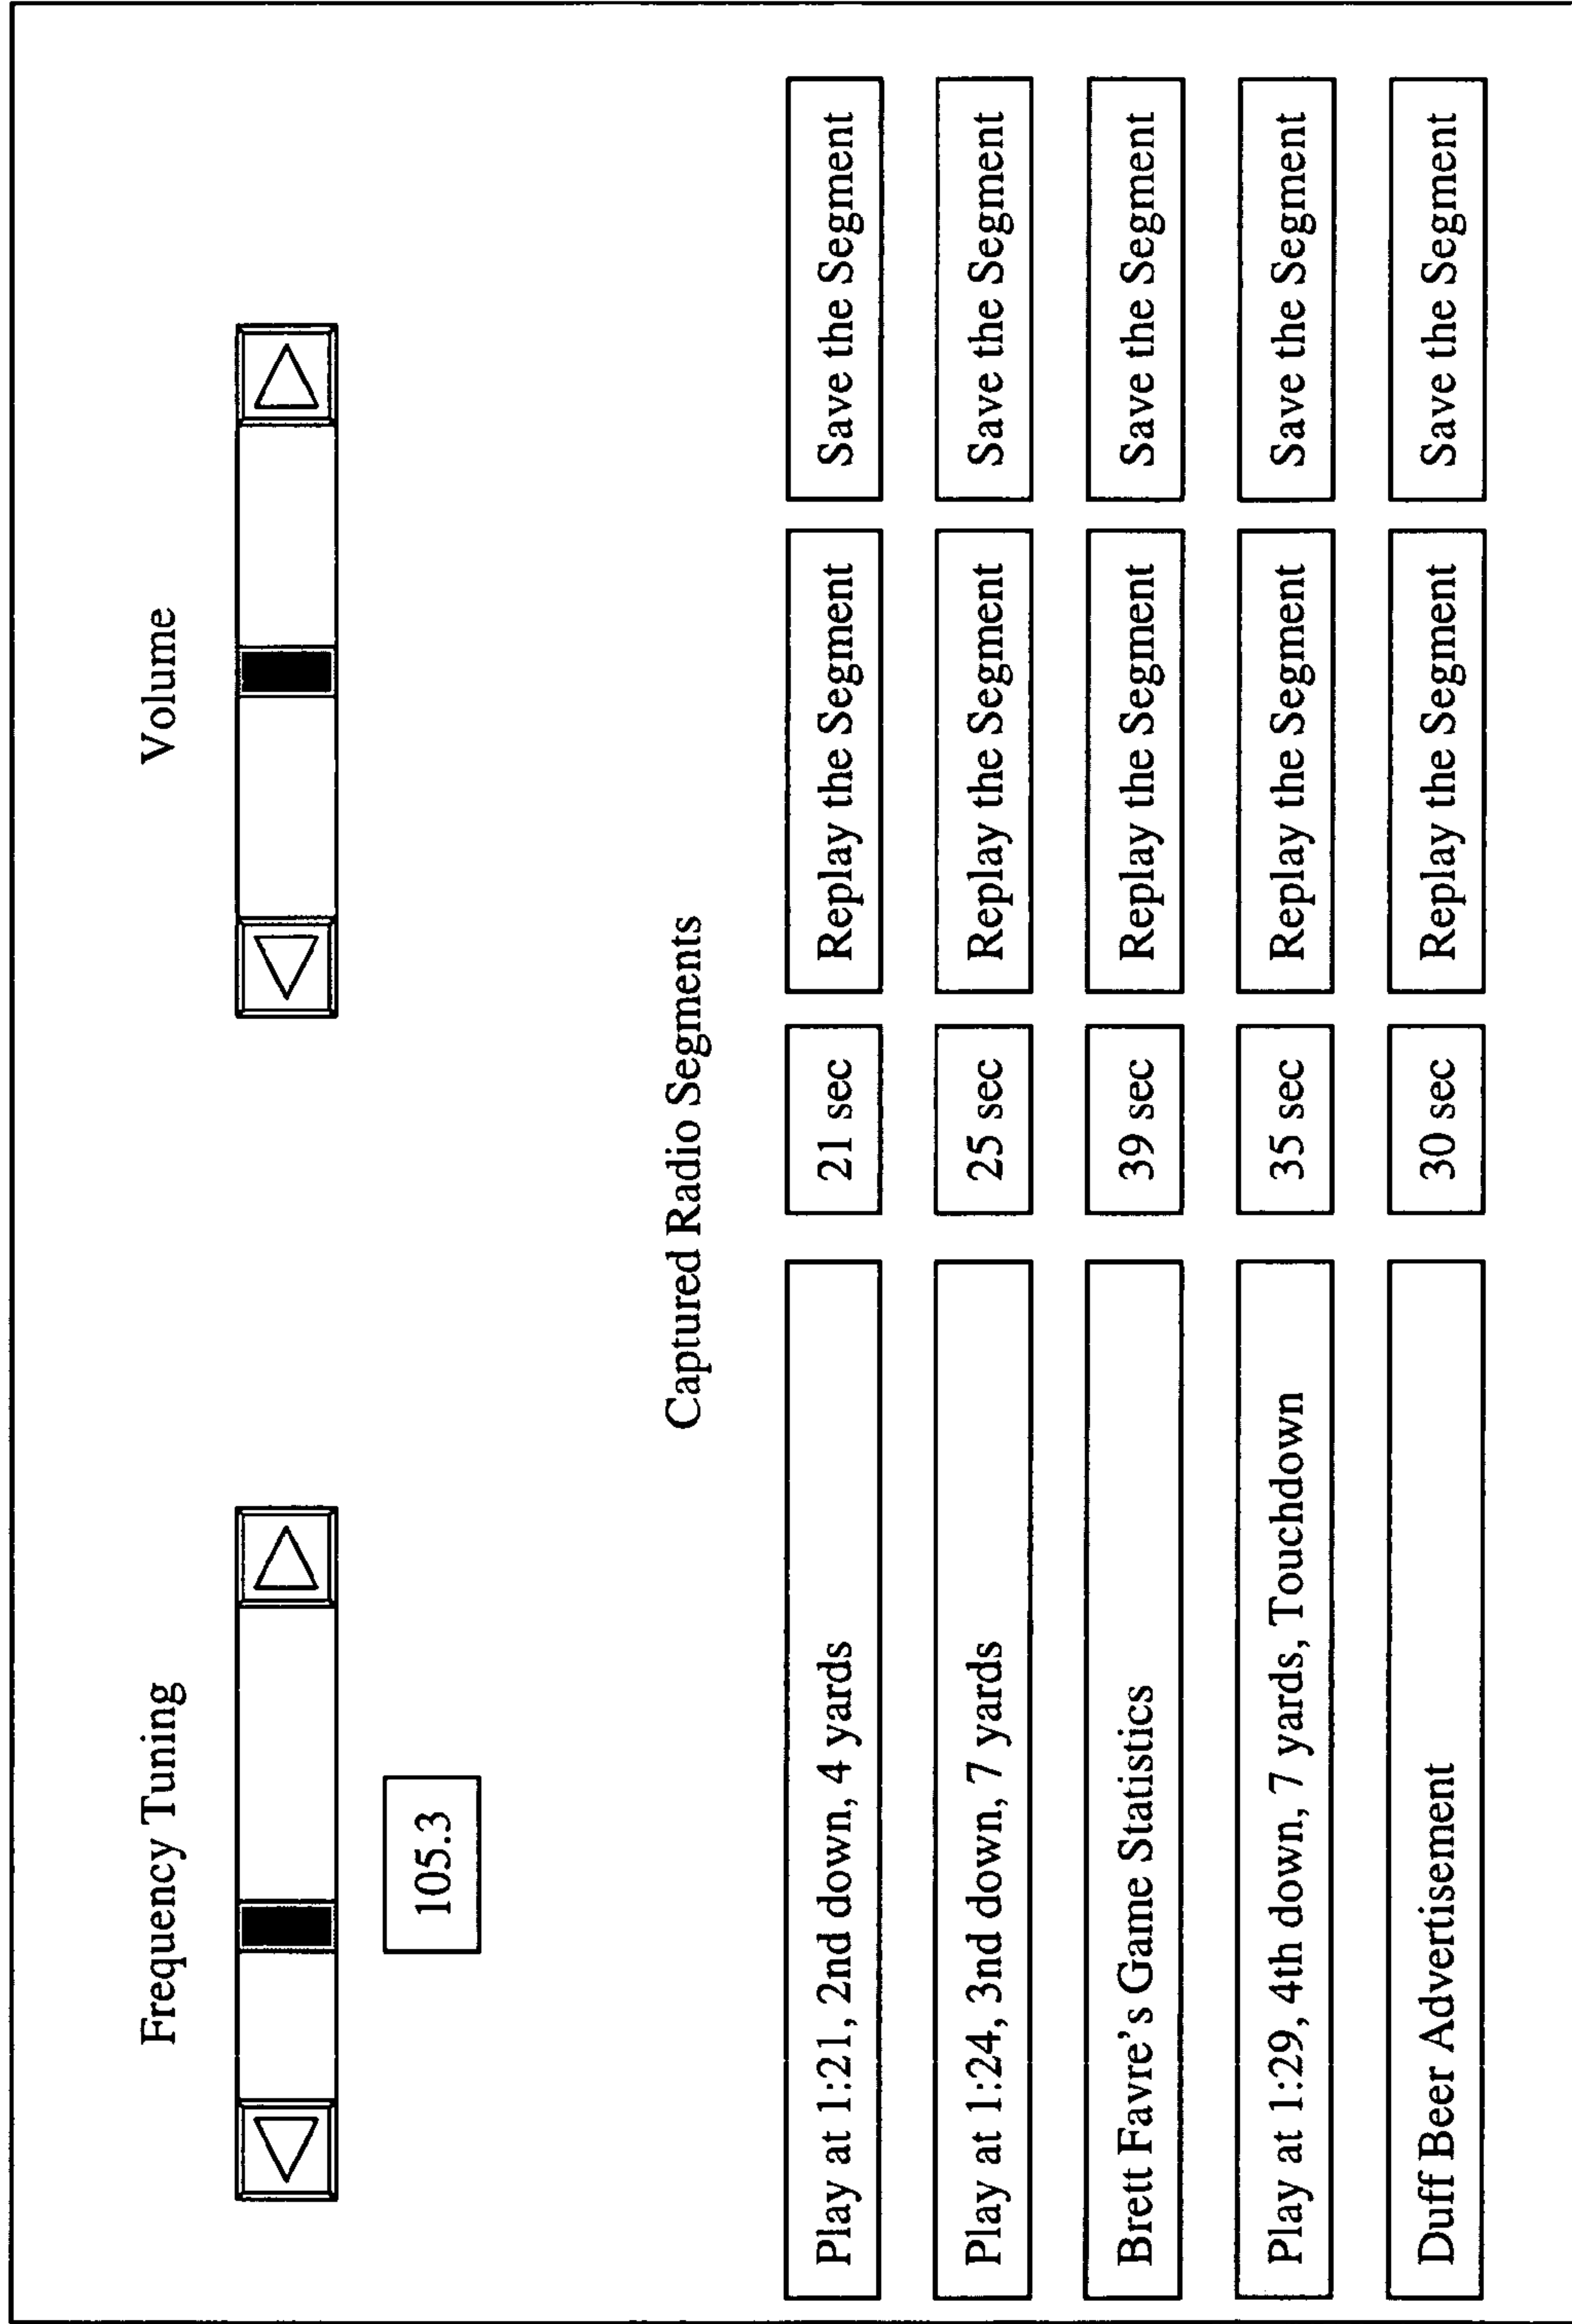 Frequency Tuning
Volume
105.3
Captured Radio Segments
Play at 1:21, 2nd down, 4 yards 21 sec Replay the Segment Save the Segment
Play at 1:24, 3nd down, 7 yards 25 sec Replay the Segment Save the Segment
Brett Favre's Game Statistics 39 sec Replay the Segment Save the Segment
Play at 1:29, 4th down, 7 yards, Touchdown 35 sec Replay the Segment Save the Segment
Duff Beer Advertisement 30 sec Replay the Segment Save the Segment